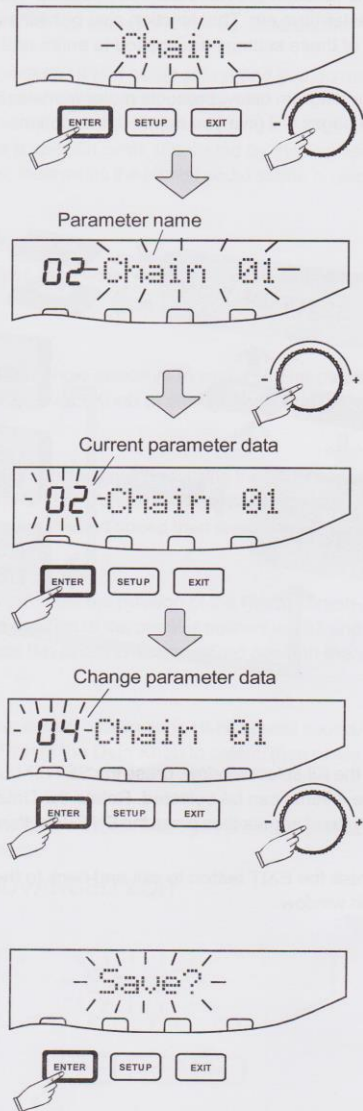 Chain
ENTER SETUP EXIT
- +
Parameter name
02 Chain 01
- +
Current parameter data
02 Chain 01
ENTER SETUP EXIT
Change parameter data
04 Chain 01
ENTER SETUP EXIT
- +
Save?
ENTER SETUP EXIT